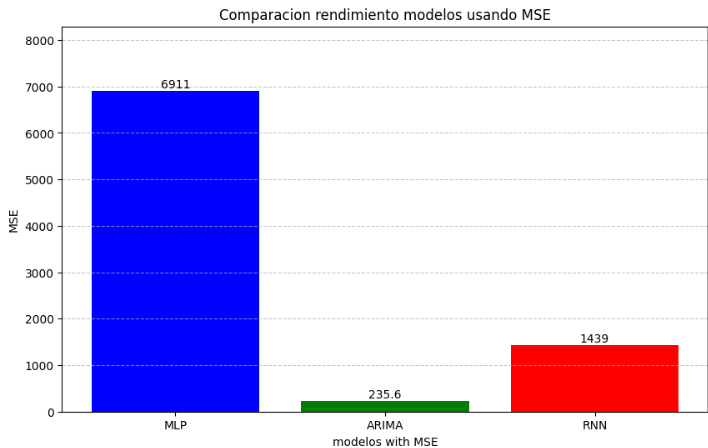 Comparacion rendimiento modelos usando MSE
8000
7000
6000
5000
4000
3000
2000
1000
0
MSE
6911
235.6
1439
MLP
ARIMA
RNN
modelos with MSE